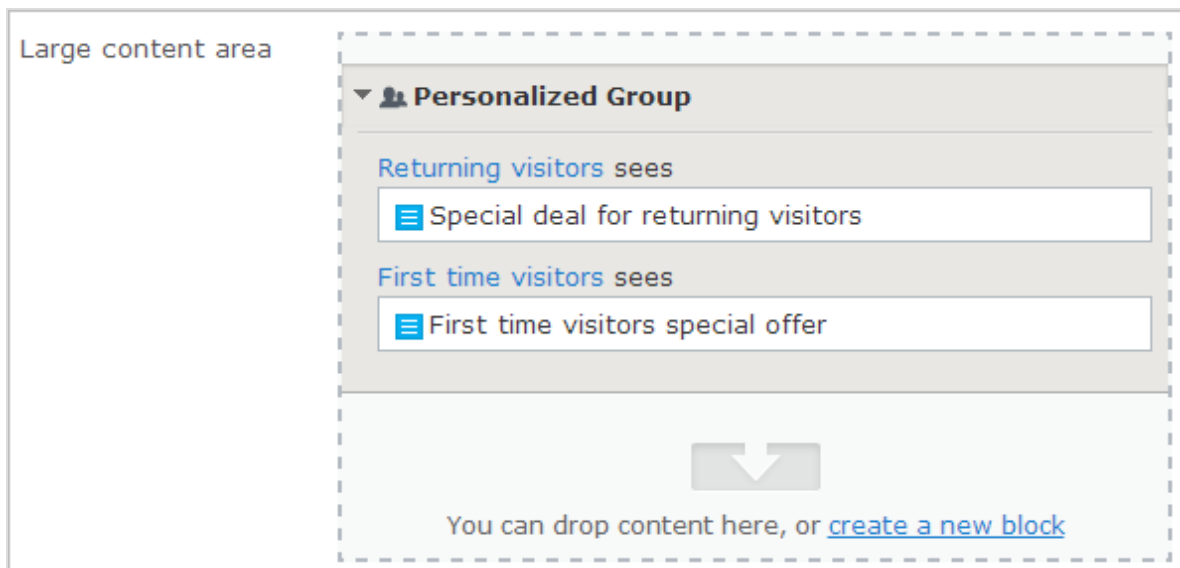 Large content area
Personalized Group
Returning visitors sees
Special deal for returning visitors
First time visitors sees
First time visitors special offer
You can drop content here, or create a new block